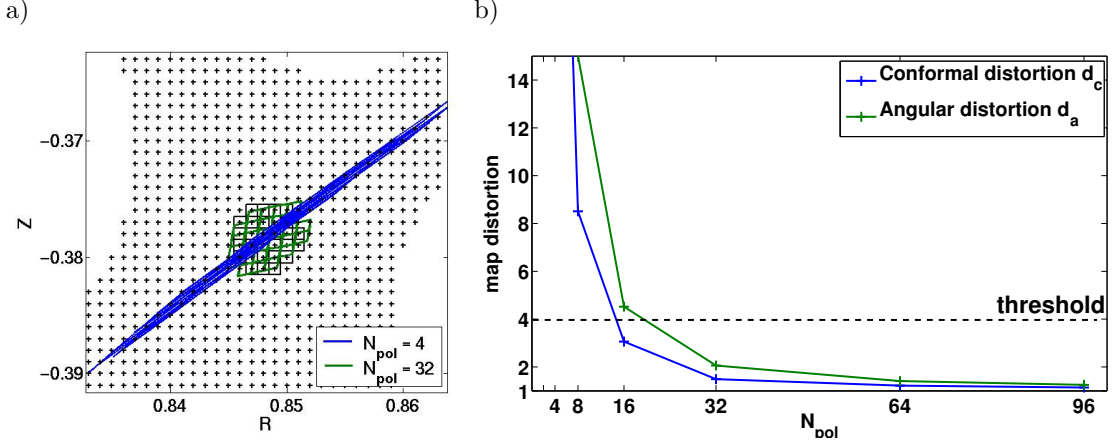 a)
−0.37
−0.38
−0.39
Z
0.84 0.85 0.86
R
N_pol = 4
N_pol = 32
b)
14
12
10
8
6
4
2
1
map distortion
Conformal distortion d_c
Angular distortion d_a
threshold
4 8 16 32 64 96
N_pol